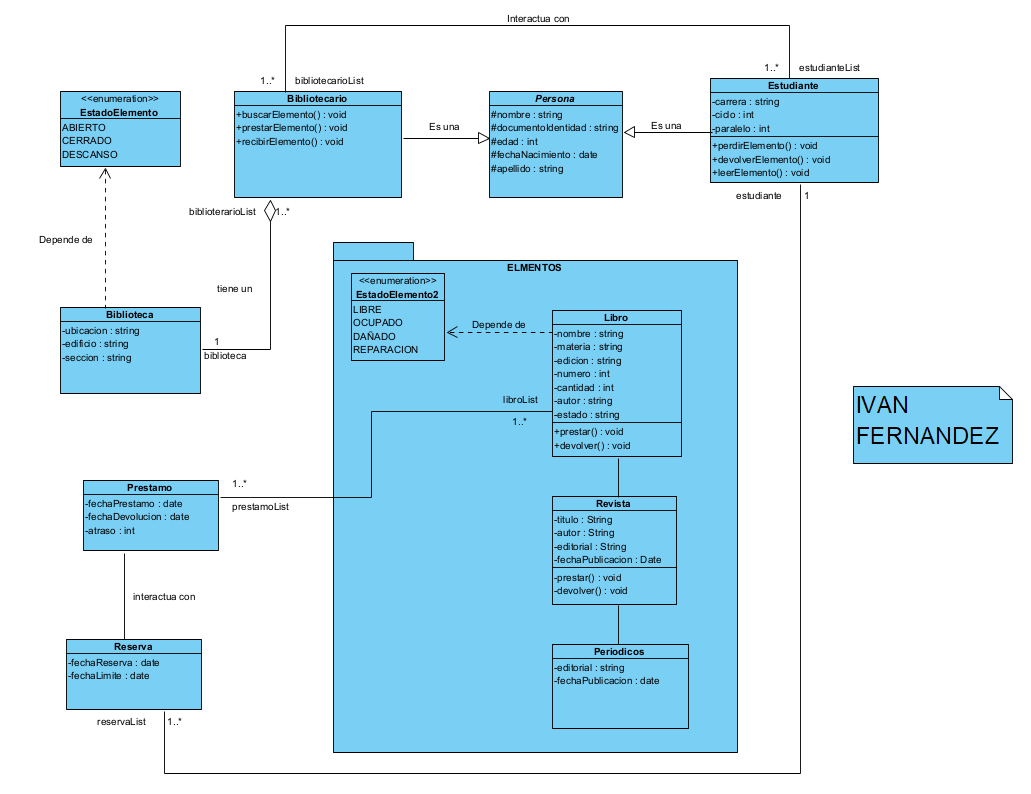 Interactua con
1..*
bibliotecarioList
1..*
estudianteList
<<enumeration>>
EstadoElemento
ABIERTO
CERRADO
DESCANSO
Bibliotecario
+buscarElemento() : void
+prestarElemento() : void
+recibirElemento() : void
Es una
Persona
#nombre : string
#documentoIdentidad : string
#edad : int
#fechaNacimiento : date
#apellido : string
Es una
Estudiante
-carrera : string
-ciclo : int
-paralelo : int
+perdirElemento() : void
+devolverElemento() : void
+leerElemento() : void
biblioterarioList
1..*
estudiante
1
Depende de
tiene un
Biblioteca
-ubicacion : string
-edificio : string
-seccion : string
1
biblioteca
ELMENTOS
<<enumeration>>
EstadoElemento2
LIBRE
OCUPADO
DAÑADO
REPARACION
Depende de
Libro
-nombre : string
-materia : string
-edicion : string
-numero : int
-cantidad : int
-autor : string
-estado : string
+prestar() : void
+devolver() : void
libroList
1..*
IVAN
FERNANDEZ
Prestamo
-fechaPrestamo : date
-fechaDevolucion : date
-atraso : int
1..*
prestamoList
Revista
-titulo : String
-autor : String
-editorial : String
-fechaPublicacion : Date
-prestar() : void
-devolver() : void
interactua con
Reserva
-fechaReserva : date
-fechaLimite : date
Periodicos
-editorial : string
-fechaPublicacion : date
reservaList
1..*